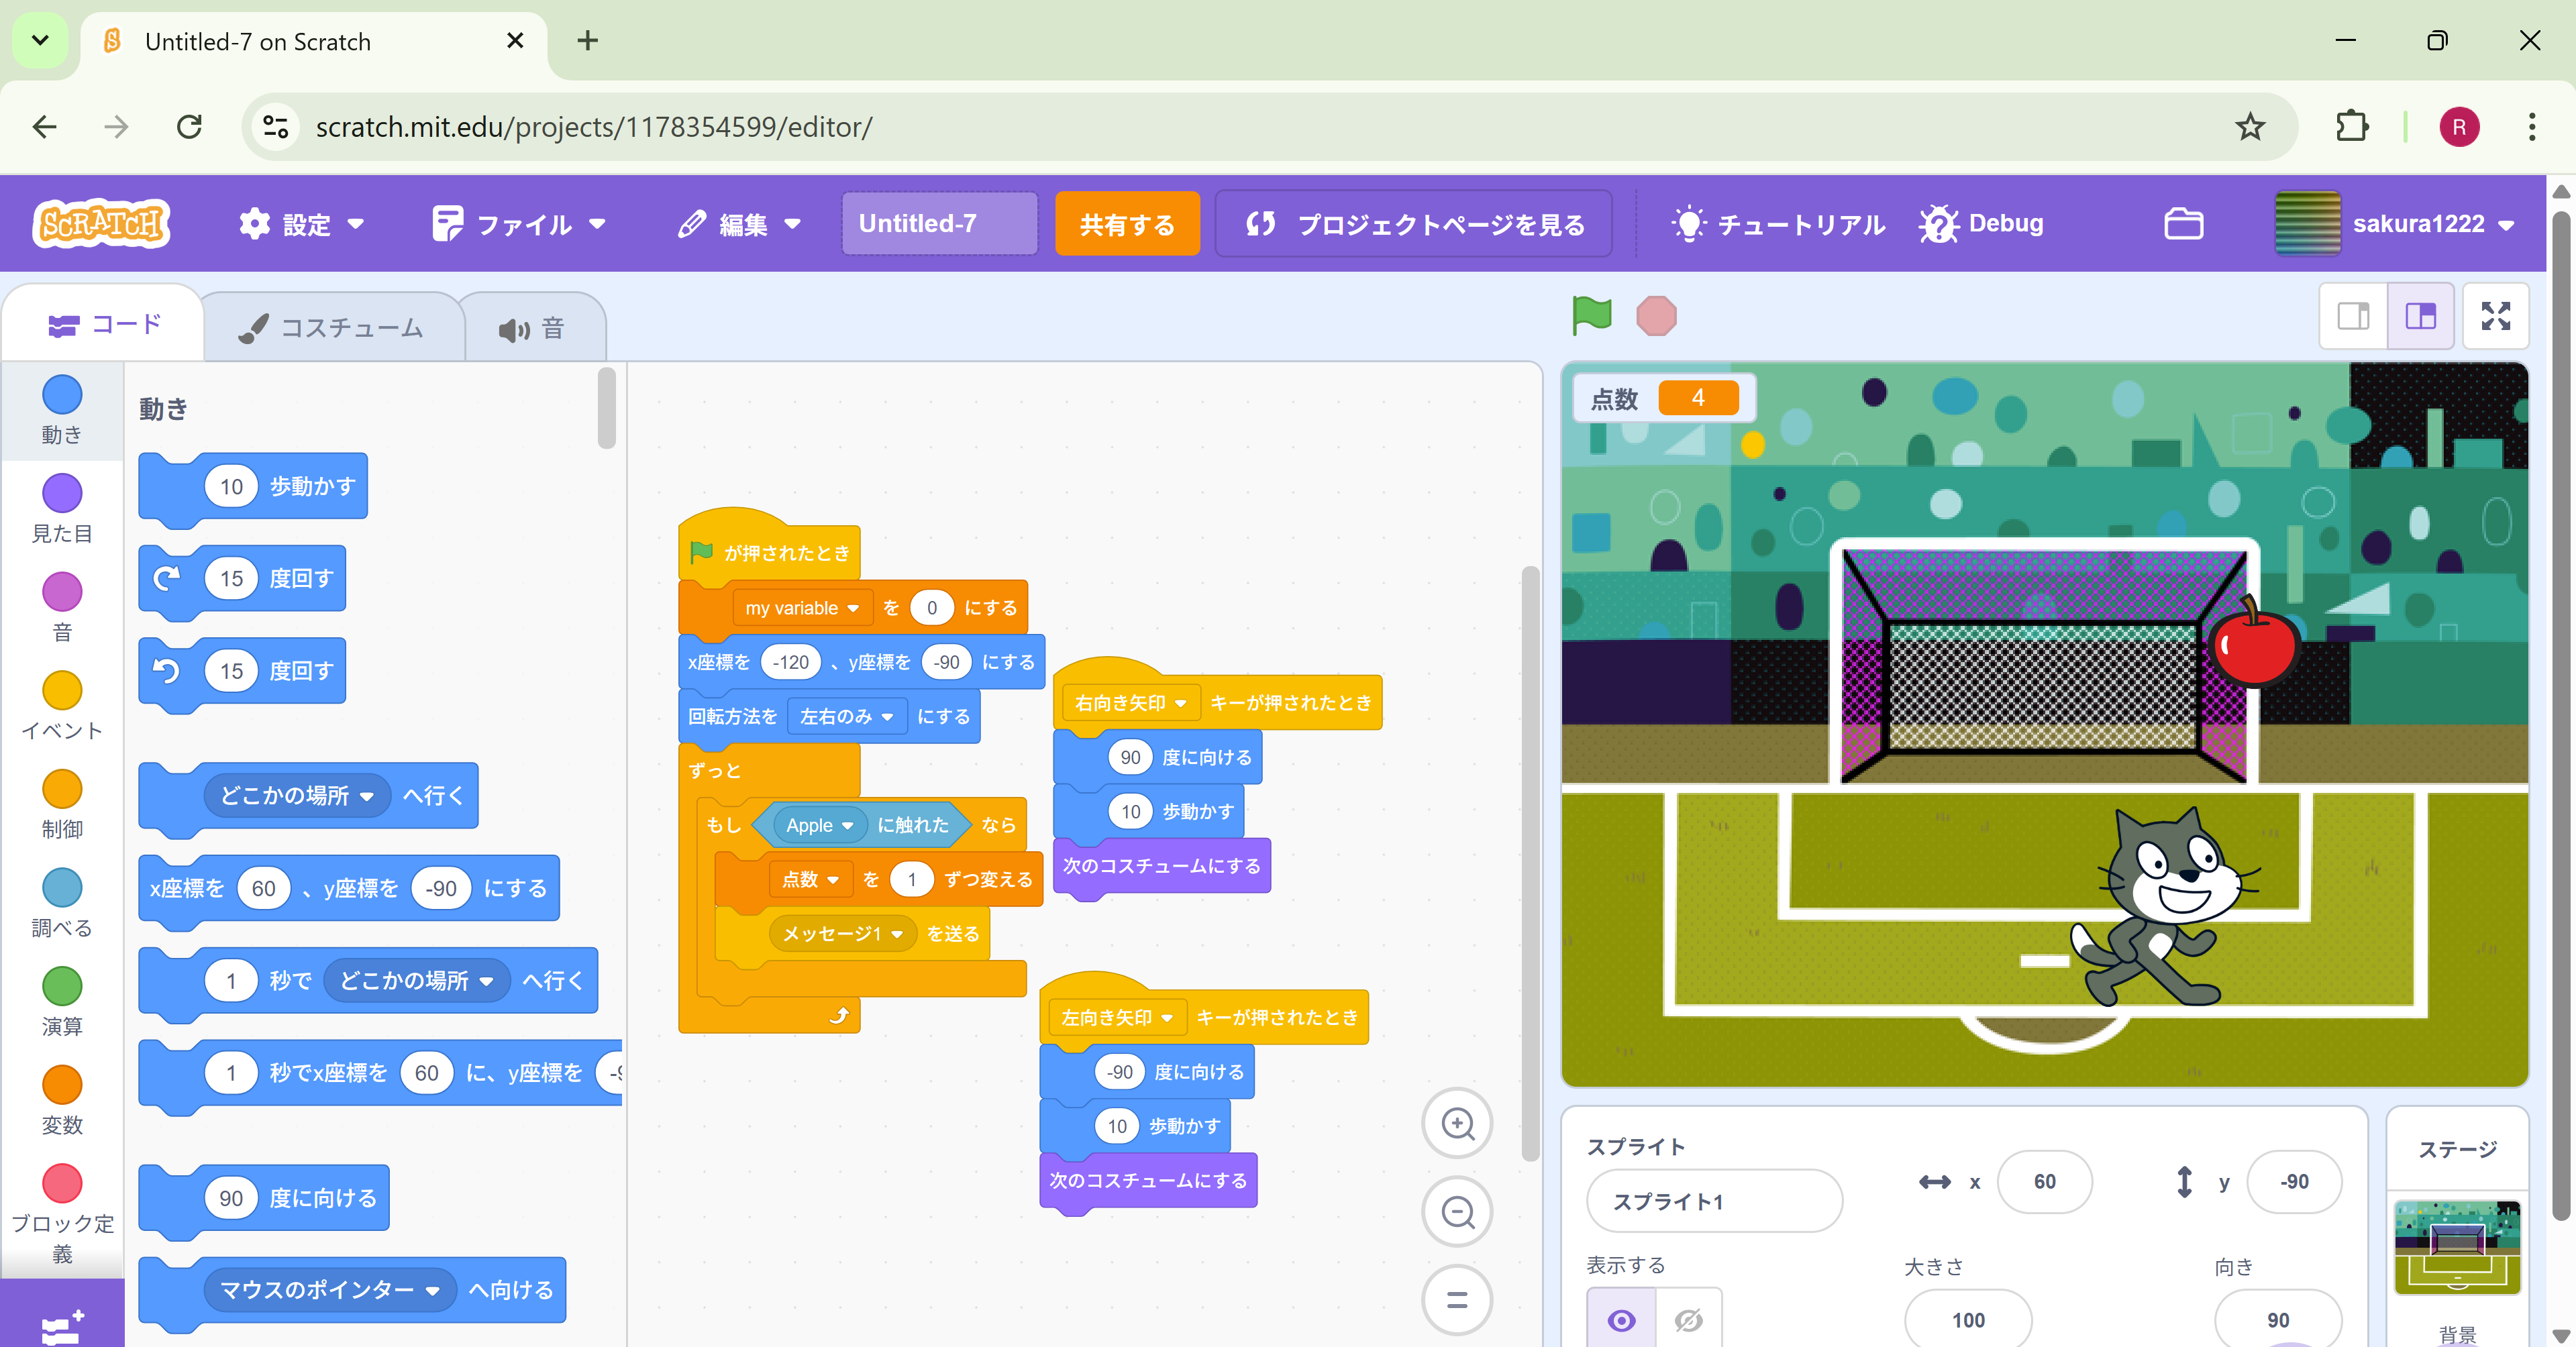 Untitled-7 on Scratch
scratch.mit.edu/projects/1178354599/editor/
R
SCRATCH
設定
ファイル
編集
Untitled-7
共有する
プロジェクトページを見る
チュートリアル
Debug
sakura1222
コード
コスチューム
音
動き
見た目
音
イベント
制御
調べる
演算
変数
ブロック定
義
動き
10 歩動かす
15 度回す
15 度回す
どこかの場所 へ行く
x座標を 60 、y座標を -90 にする
1 秒で どこかの場所 へ行く
1 秒でx座標を 60 に、y座標を
90 度に向ける
マウスのポインター へ向ける
が押されたとき
my variable を 0 にする
x座標を -120 、y座標を -90 にする
回転方法を 左右のみ にする
ずっと
もし Apple に触れた なら
点数 を 1 ずつ変える
メッセージ1 を送る
右向き矢印 キーが押されたとき
90 度に向ける
10 歩動かす
次のコスチュームにする
左向き矢印 キーが押されたとき
-90 度に向ける
10 歩動かす
次のコスチュームにする
点数 4
スプライト
スプライト1
x 60
y -90
表示する
大きさ
100
向き
90
ステージ
背景